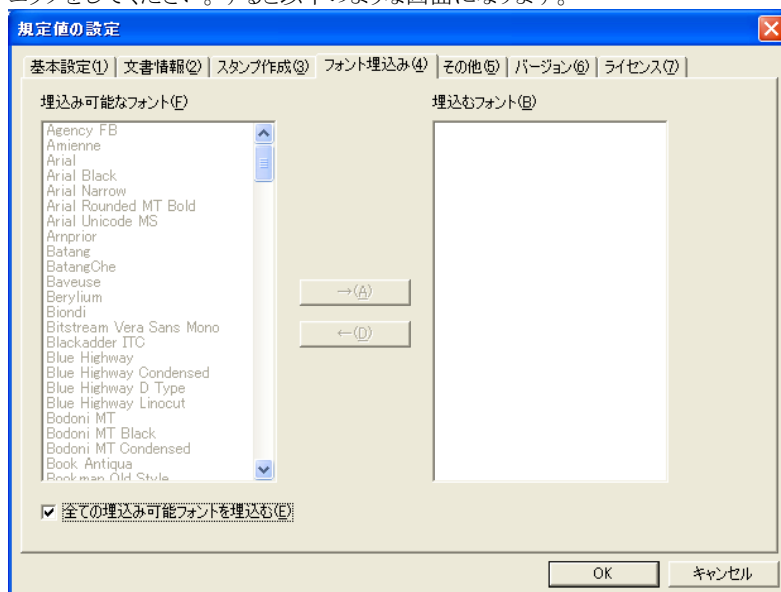 エックをしてください。すると以下のような画面になります。
規定値の設定
基本設定(1) 文書情報(2) スタンプ作成(3) フォント埋込み(4) その他(5) バージョン(6) ライセンス(7)
埋込み可能なフォント(F) 埋込むフォント(B)
Agency FB
Amienne
Arial
Arial Black
Arial Narrow
Arial Rounded MT Bold
Arial Unicode MS
Arnprior
Batang
BatangChe
Baveuse
Berylium
Biondi
→(A)
Bitstream Vera Sans Mono
←(D)
Blackadder ITC
Blue Highway
Blue Highway Condensed
Blue Highway D Type
Blue Highway Linocut
Bodoni MT
Bodoni MT Black
Bodoni MT Condensed
Book Antiqua
Bookman Old Style
全ての埋込み可能フォントを埋込む(E)
OK キャンセル